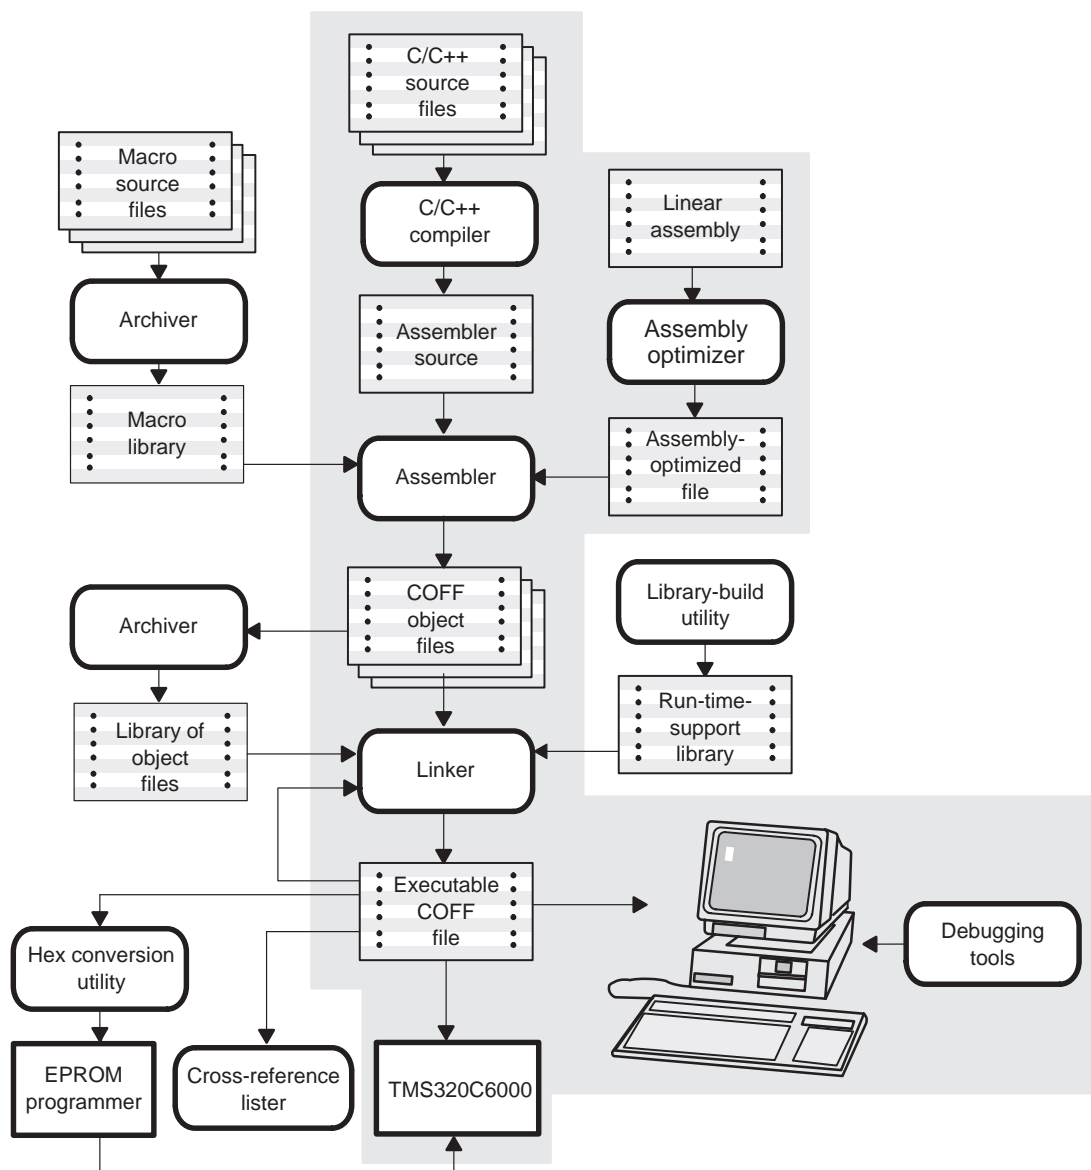 C/C++
source
files
Macro
source
files
C/C++
compiler
Linear
assembly
Archiver
Assembler
source
Assembly
optimizer
Macro
library
Assembler
Assembly-
optimized
file
Archiver
COFF
object
files
Library-build
utility
Library of
object
files
Linker
Run-time-
support
library
Executable
COFF
file
Hex conversion
utility
Debugging
tools
EPROM
programmer
Cross-reference
lister
TMS320C6000